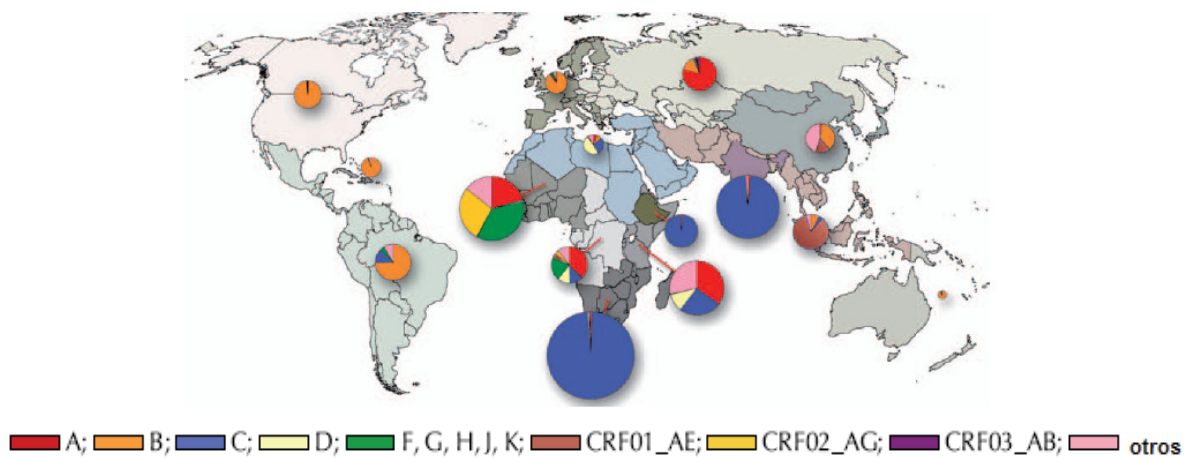 A; B; C; D; F, G, H, J, K; CRF01_AE; CRF02_AG; CRF03_AB; otros